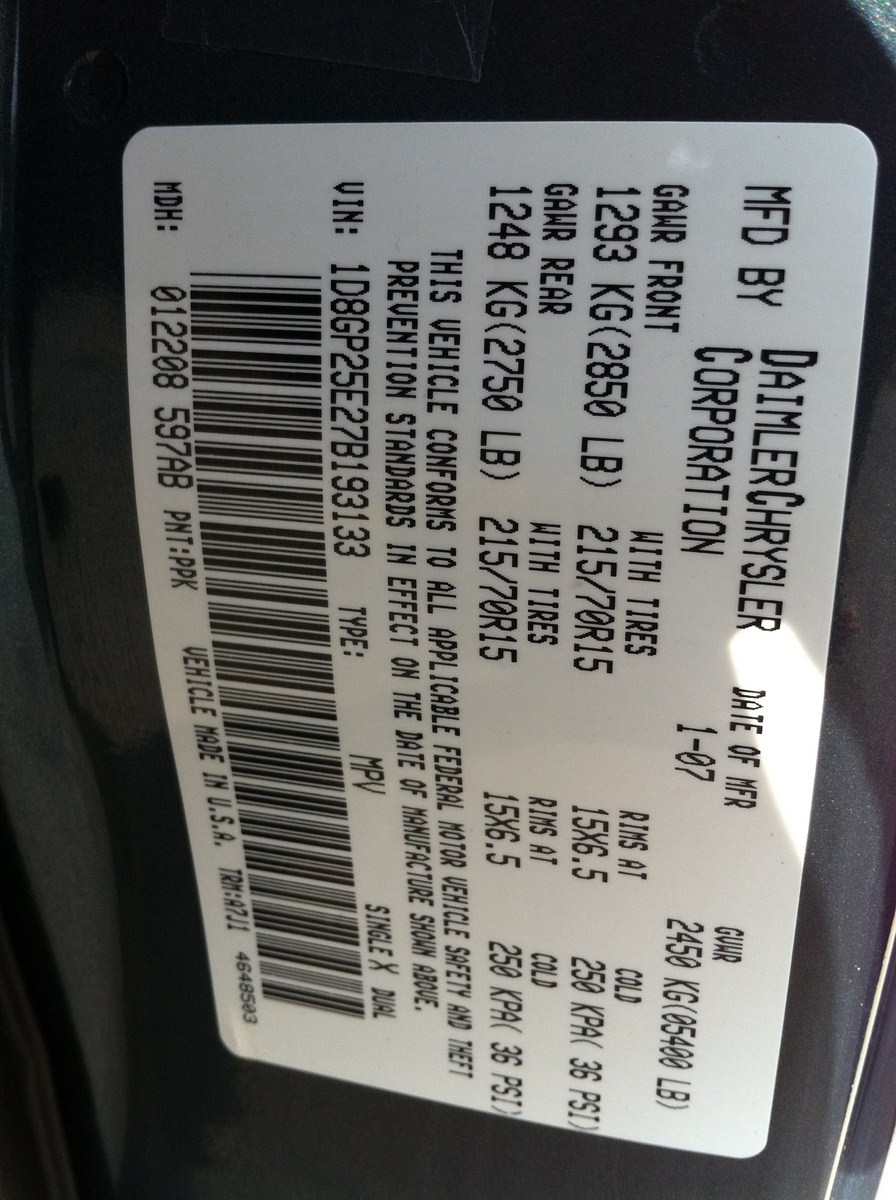 MFD BY DAIMLERCHRYSLER CORPORATION DATE OF MFR 1-07 GVWR 2450 KG(05400 LB)
GAWR FRONT WITH TIRES RIMS AT COLD
1293 KG(2850 LB) 215/70R15 15X6.5 250 KPA( 36 PSI)
GAWR REAR WITH TIRES RIMS AT COLD
1248 KG(2750 LB) 215/70R15 15X6.5 250 KPA( 36 PSI)
THIS VEHICLE CONFORMS TO ALL APPLICABLE FEDERAL MOTOR VEHICLE SAFETY AND THEFT
PREVENTION STANDARDS IN EFFECT ON THE DATE OF MANUFACTURE SHOWN ABOVE.
VIN: 1D8GP25E27B193133 TYPE: MPV SINGLE X DUAL
MDH: 012208 597AB PNT:PPK VEHICLE MADE IN U.S.A. TRM:A7J1 4648503